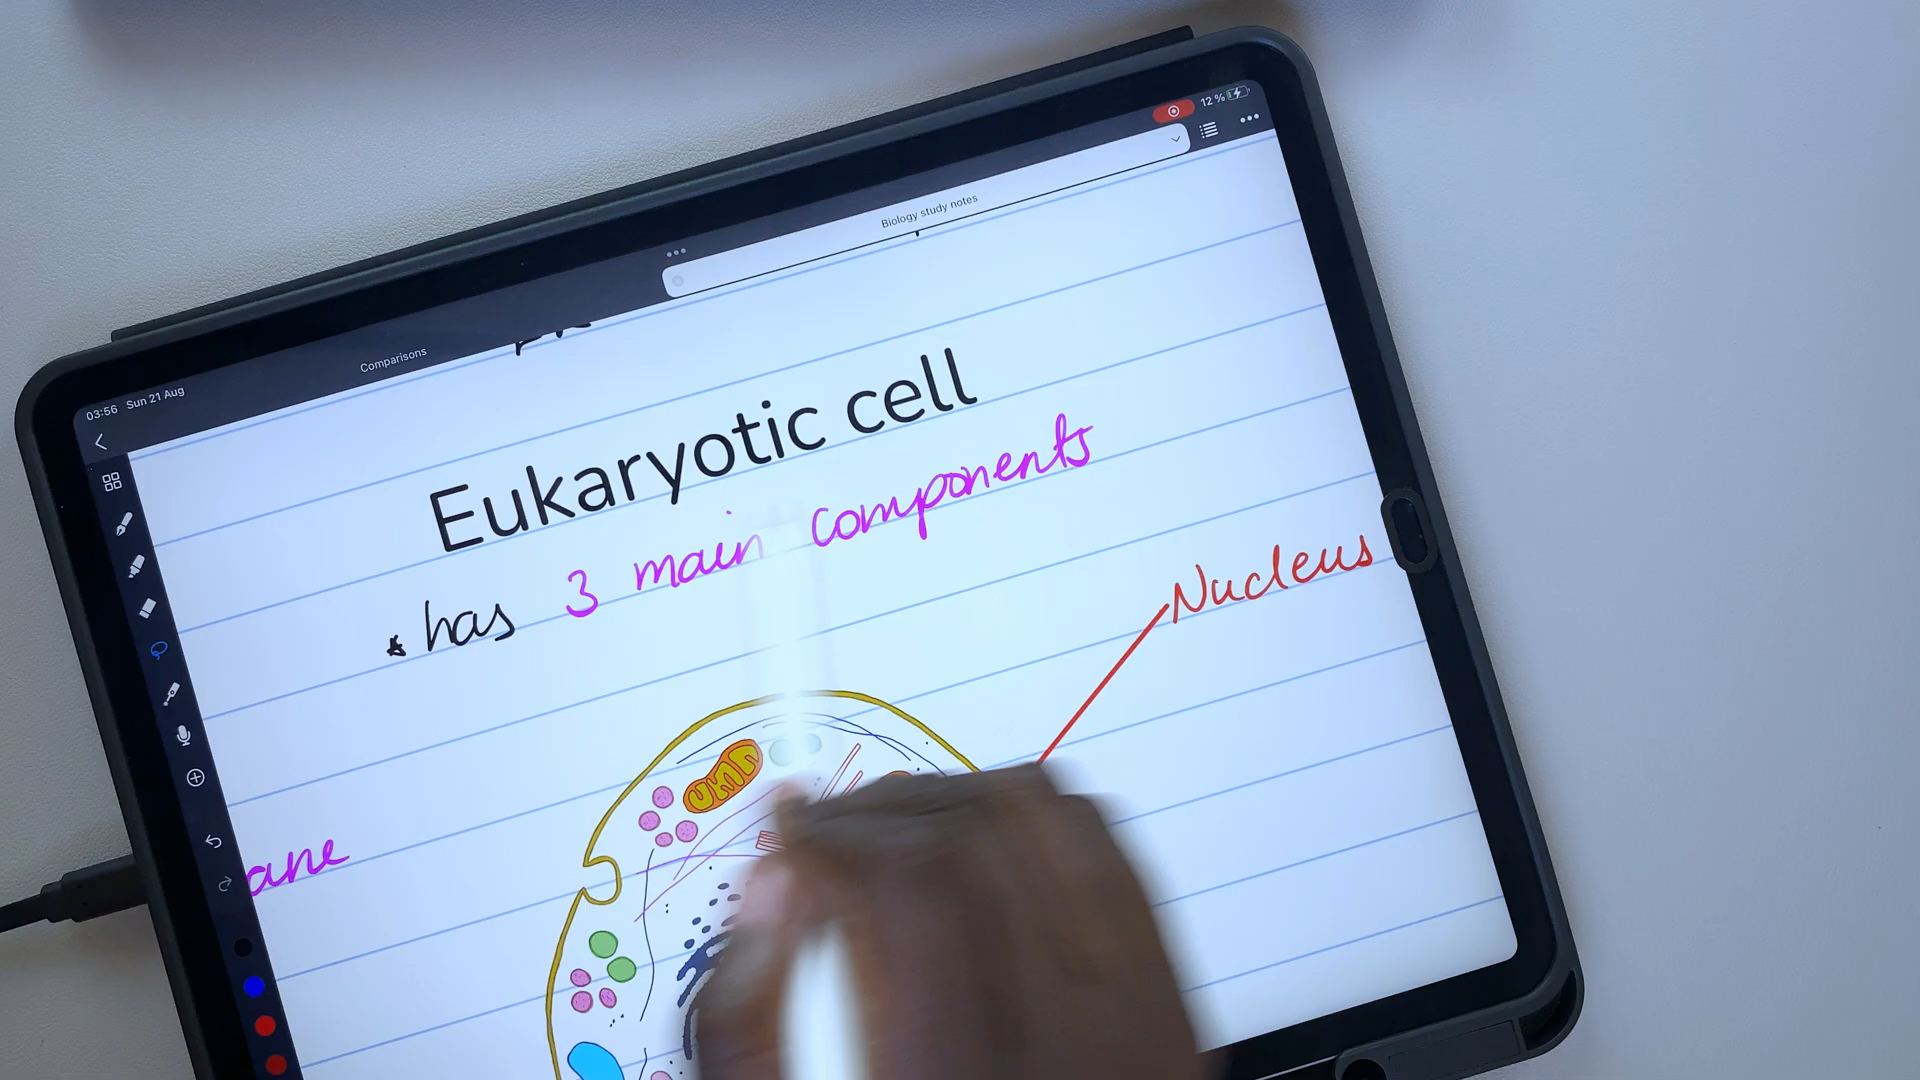 03:56 Sun 21 Aug
12 %
Comparisons
Biology study notes
Eukaryotic cell
has 3 main components
Nucleus
ane